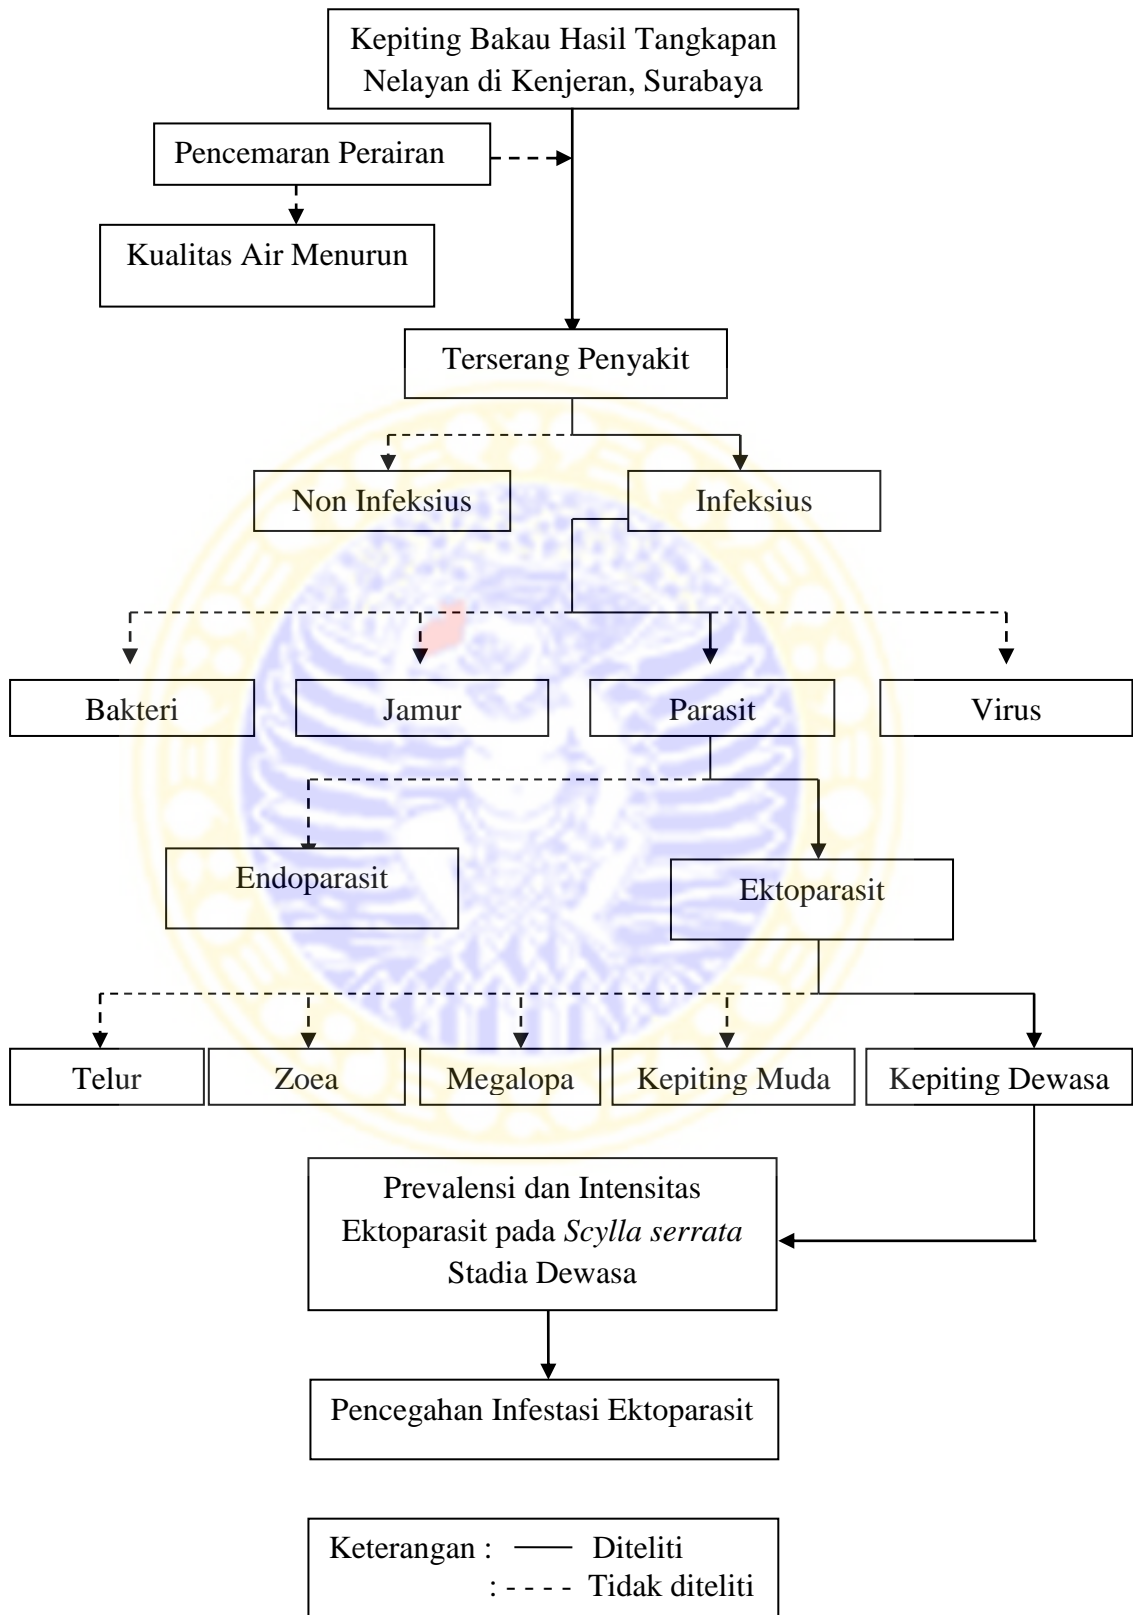 Kepiting Bakau Hasil Tangkapan
Nelayan di Kenjeran, Surabaya
Pencemaran Perairan
Kualitas Air Menurun
Terserang Penyakit
Non Infeksius
Infeksius
Bakteri
Jamur
Parasit
Virus
Endoparasit
Ektoparasit
Telur
Zoea
Megalopa
Kepiting Muda
Kepiting Dewasa
Prevalensi dan Intensitas
Ektoparasit pada Scylla serrata
Stadia Dewasa
Pencegahan Infestasi Ektoparasit
Keterangan : —— Diteliti
: - - - - Tidak diteliti